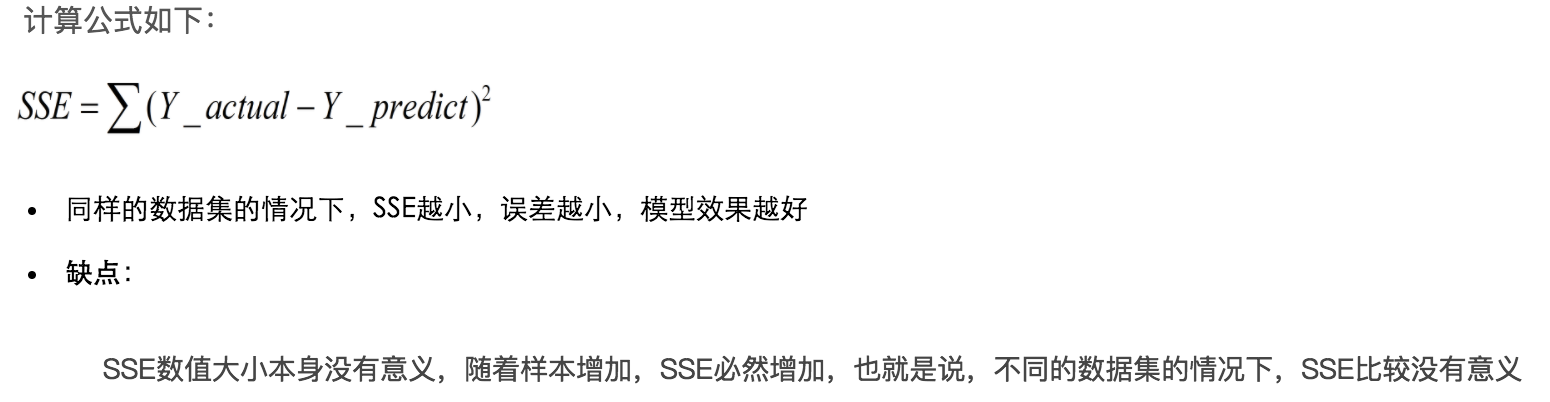 计算公式如下：
SSE = ∑(Y_actual − Y_predict)²
• 同样的数据集的情况下，SSE越小，误差越小，模型效果越好
• 缺点：
SSE数值大小本身没有意义，随着样本增加，SSE必然增加，也就是说，不同的数据集的情况下，SSE比较没有意义